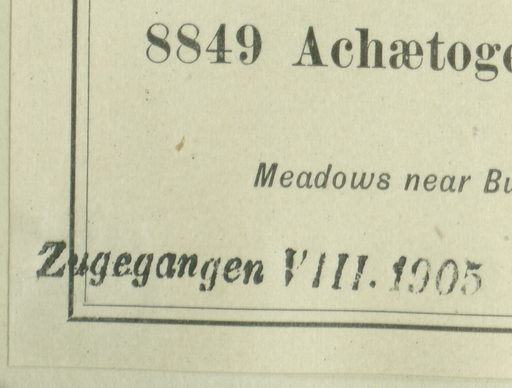 8849 Achætoge
Meadows near Bu
Zugegangen VIII. 1905